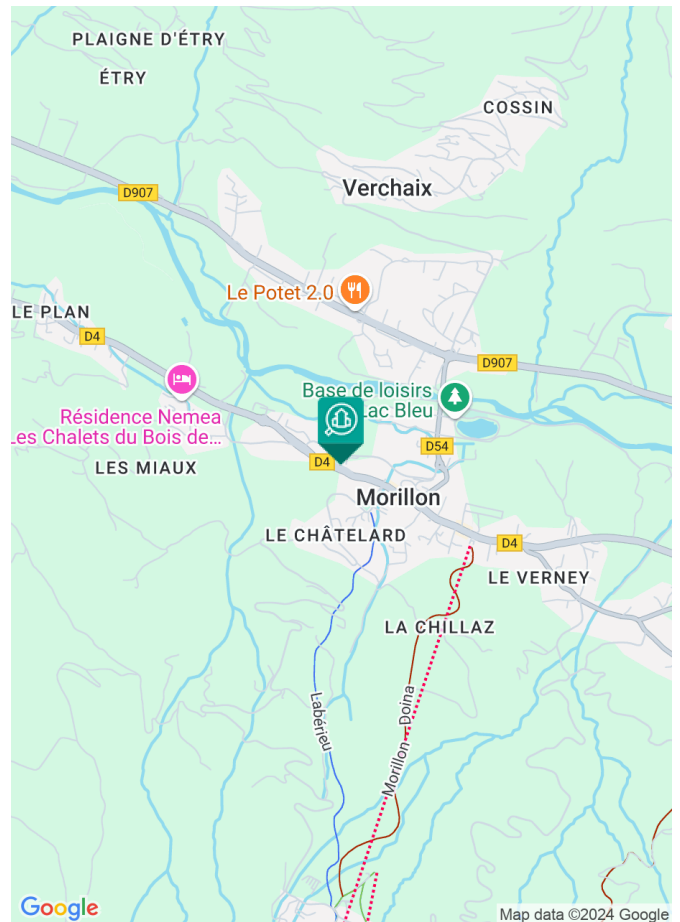 PLAIGNE D'ÉTRY
ÉTRY
COSSIN
Verchaix
D907
Le Potet 2.0
LE PLAN
D4
D907
Base de loisirs
Lac Bleu
Résidence Nemea
Les Chalets du Bois de...
D54
D4
LES MIAUX
Morillon
LE CHÂTELARD
D4
LE VERNEY
LA CHILLAZ
Labérieu
Morillon
Doina
Google
Map data ©2024 Google